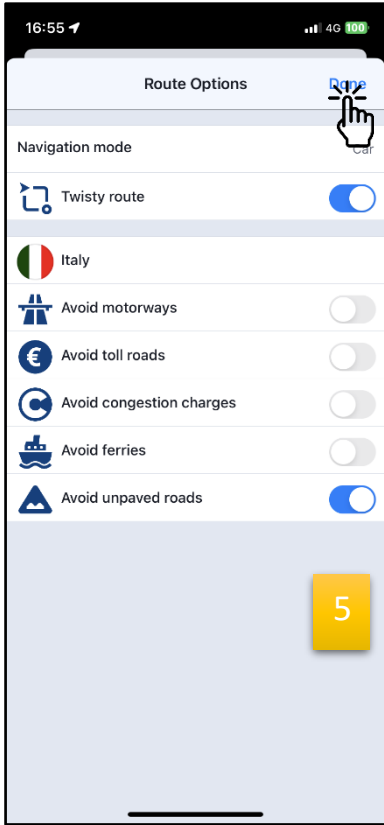 16:55 4G 100
Route Options Done
Navigation mode Car
Twisty route
Italy
Avoid motorways
€ Avoid toll roads
C Avoid congestion charges
Avoid ferries
Avoid unpaved roads
5